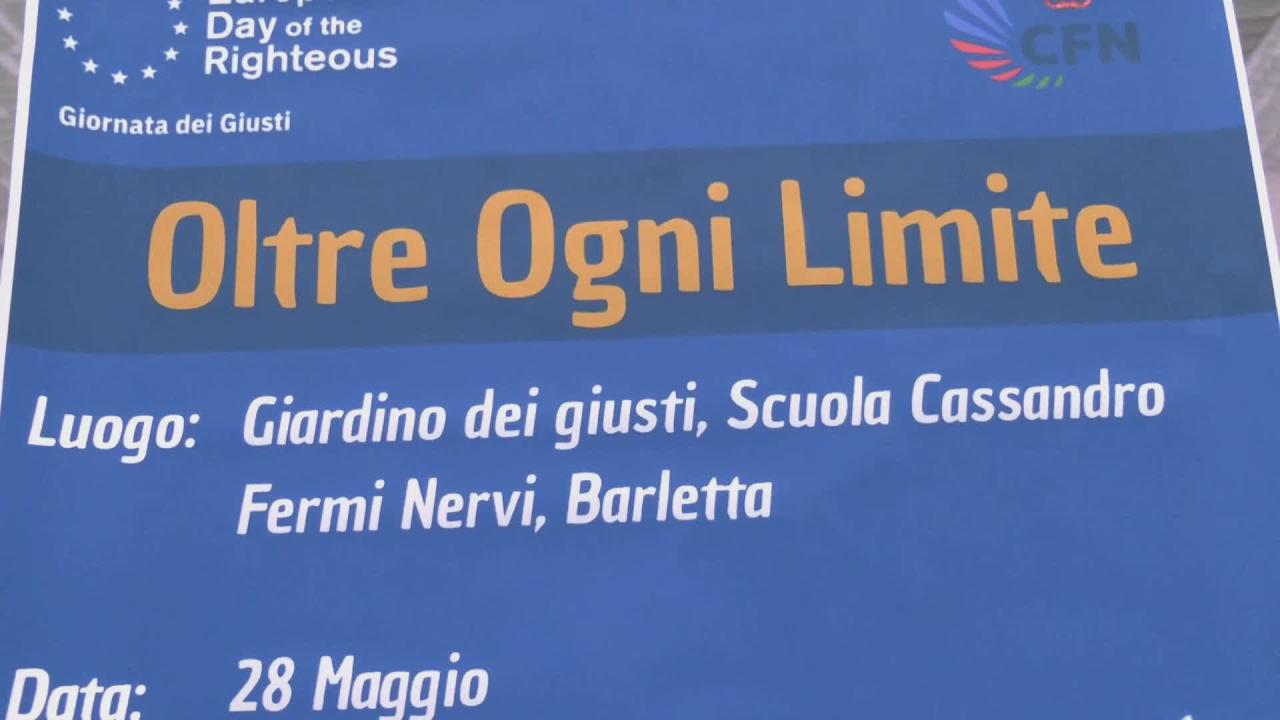 Day of the
Righteous
CFN
Giornata dei Giusti
Oltre Ogni Limite
Luogo: Giardino dei giusti, Scuola Cassandro
Fermi Nervi, Barletta
Data: 28 Maggio